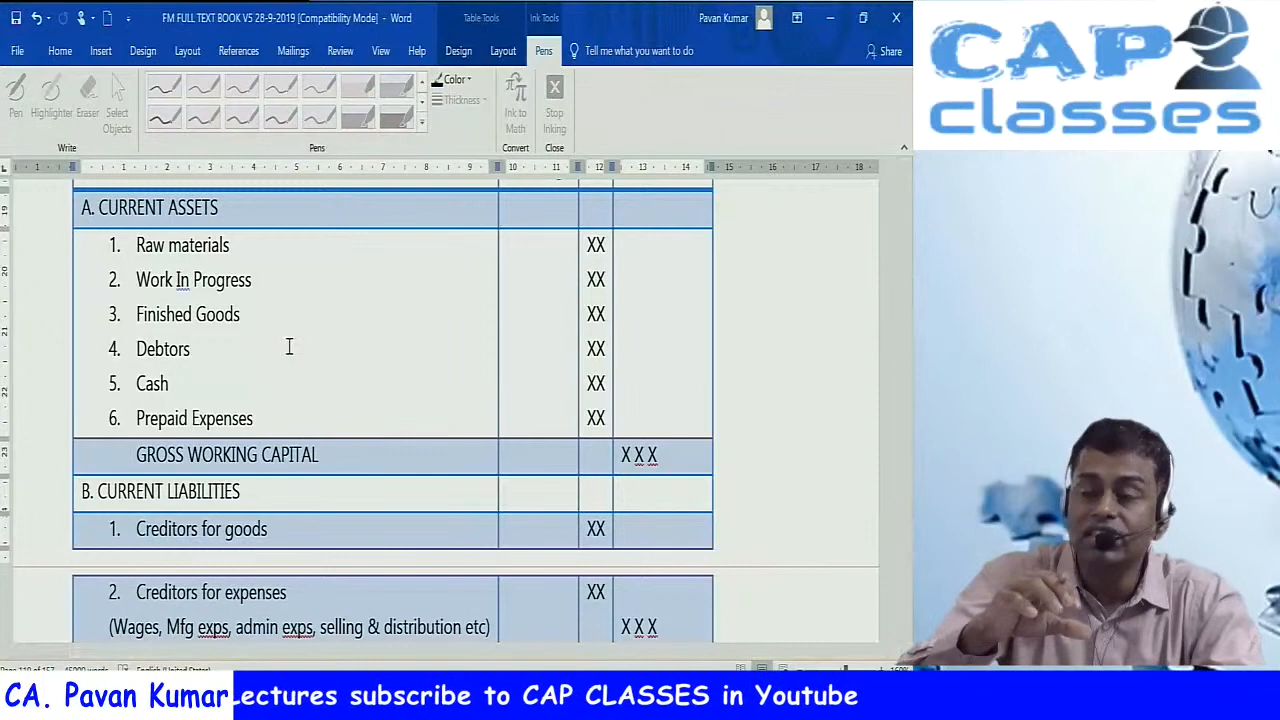 FM FULL TEXT BOOK V5 28-9-2019 [Compatibility Mode] - Word
Table Tools
Ink Tools
Pavan Kumar
File Home Insert Design Layout References Mailings Review View Help Design Layout Pens Tell me what you want to do Share
Pen Highlighter Eraser Select Objects
Color
Thickness
Ink to Math
Stop Inking
Write Pens Convert Close
CAP
classes
A. CURRENT ASSETS
1. Raw materials XX
2. Work In Progress XX
3. Finished Goods XX
4. Debtors XX
5. Cash XX
6. Prepaid Expenses XX
GROSS WORKING CAPITAL X X X
B. CURRENT LIABILITIES
1. Creditors for goods XX
2. Creditors for expenses XX
(Wages, Mfg exps, admin exps, selling & distribution etc) X X X
English (United States)
CA. Pavan Kumar
Lectures subscribe to CAP CLASSES in Youtube